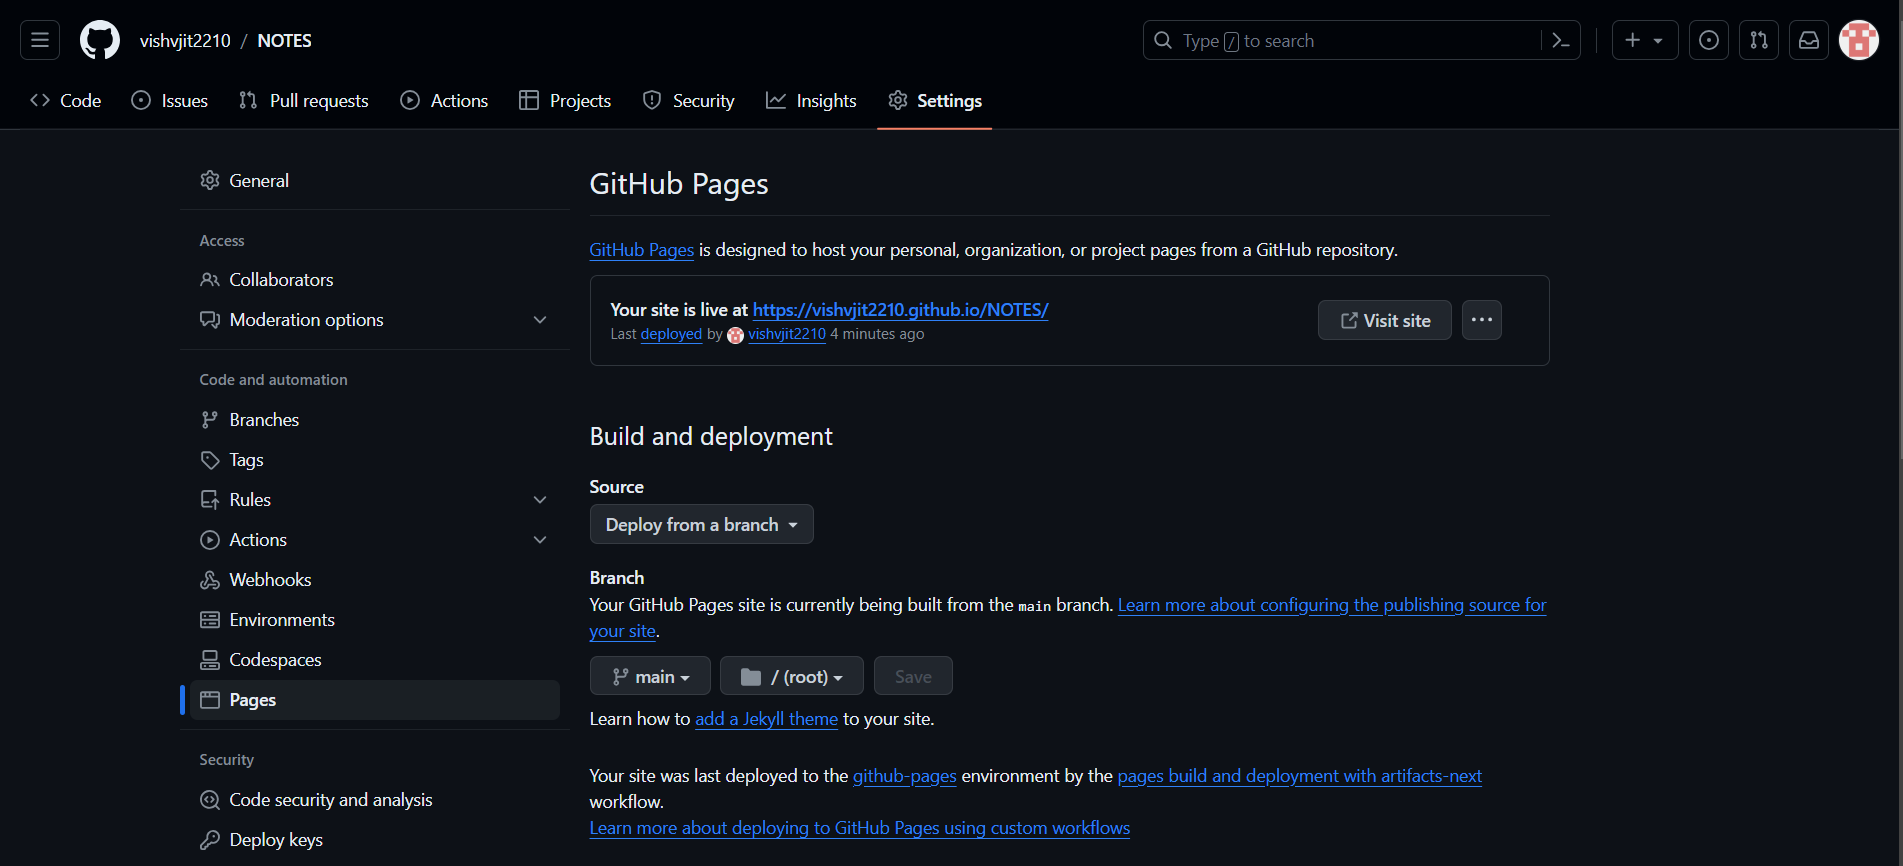 vishvjit2210 / NOTES
Type / to search
Code
Issues
Pull requests
Actions
Projects
Security
Insights
Settings
General
Access
Collaborators
Moderation options
Code and automation
Branches
Tags
Rules
Actions
Webhooks
Environments
Codespaces
Pages
Security
Code security and analysis
Deploy keys
GitHub Pages
GitHub Pages is designed to host your personal, organization, or project pages from a GitHub repository.
Your site is live at https://vishvjit2210.github.io/NOTES/
Last deployed by vishvjit2210 4 minutes ago
Visit site
Build and deployment
Source
Deploy from a branch
Branch
Your GitHub Pages site is currently being built from the main branch. Learn more about configuring the publishing source for
your site.
main
/ (root)
Save
Learn how to add a Jekyll theme to your site.
Your site was last deployed to the github-pages environment by the pages build and deployment with artifacts-next
workflow.
Learn more about deploying to GitHub Pages using custom workflows